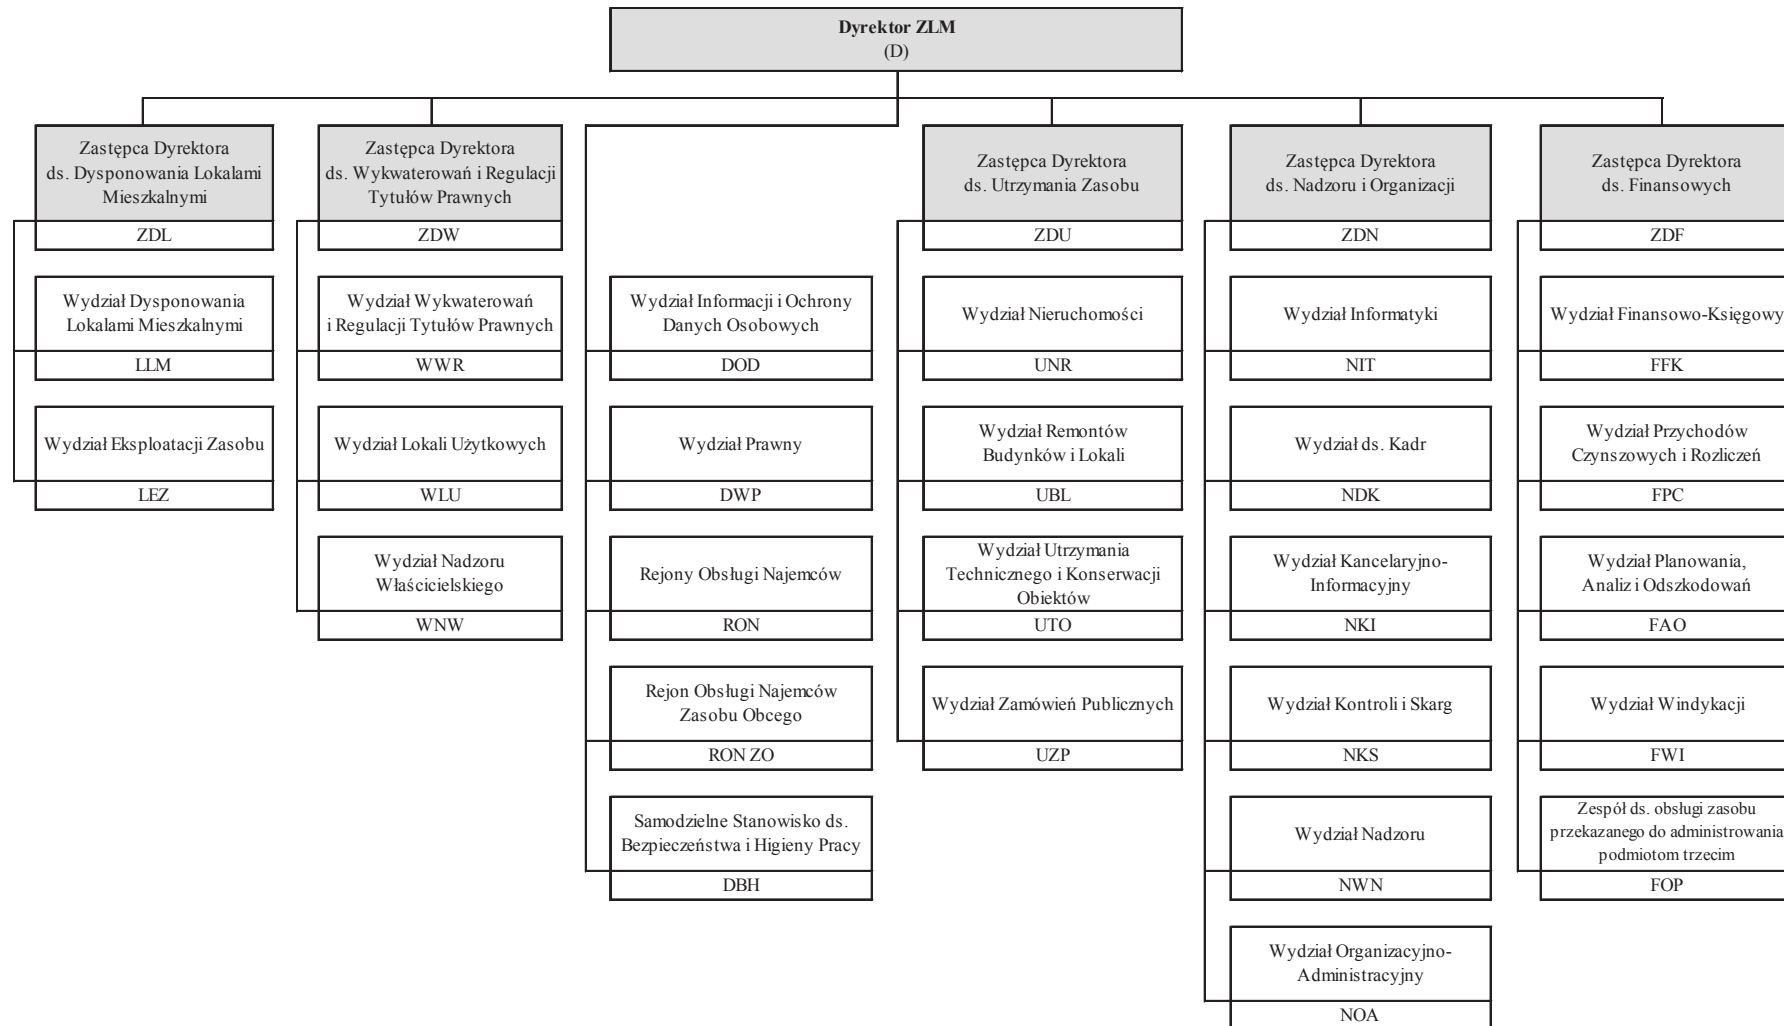 Dyrektor ZLM
(D)
Zastępca Dyrektora
ds. Dysponowania Lokalami
Mieszkalnymi
ZDL
Wydział Dysponowania
Lokalami Mieszkalnymi
LLM
Wydział Eksploatacji Zasobu
LEZ
Zastępca Dyrektora
ds. Wykwaterowań i Regulacji
Tytułów Prawnych
ZDW
Wydział Wykwaterowań
i Regulacji Tytułów Prawnych
WWR
Wydział Lokali Użytkowych
WLU
Wydział Nadzoru
Właścicielskiego
WNW
Wydział Informacji i Ochrony
Danych Osobowych
DOD
Wydział Prawny
DWP
Rejony Obsługi Najemców
RON
Rejon Obsługi Najemców
Zasobu Obcego
RON ZO
Samodzielne Stanowisko ds.
Bezpieczeństwa i Higieny Pracy
DBH
Zastępca Dyrektora
ds. Utrzymania Zasobu
ZDU
Wydział Nieruchomości
UNR
Wydział Remontów
Budynków i Lokali
UBL
Wydział Utrzymania
Technicznego i Konserwacji
Obiektów
UTO
Wydział Zamówień Publicznych
UZP
Zastępca Dyrektora
ds. Nadzoru i Organizacji
ZDN
Wydział Informatyki
NIT
Wydział ds. Kadr
NDK
Wydział Kancelaryjno-
Informacyjny
NKI
Wydział Kontroli i Skarg
NKS
Wydział Nadzoru
NWN
Wydział Organizacyjno-
Administracyjny
NOA
Zastępca Dyrektora
ds. Finansowych
ZDF
Wydział Finansowo-Księgowy
FFK
Wydział Przychodów
Czynszowych i Rozliczeń
FPC
Wydział Planowania,
Analiz i Odszkodowań
FAO
Wydział Windykacji
FWI
Zespół ds. obsługi zasobu
przekazanego do administrowania
podmiotom trzecim
FOP